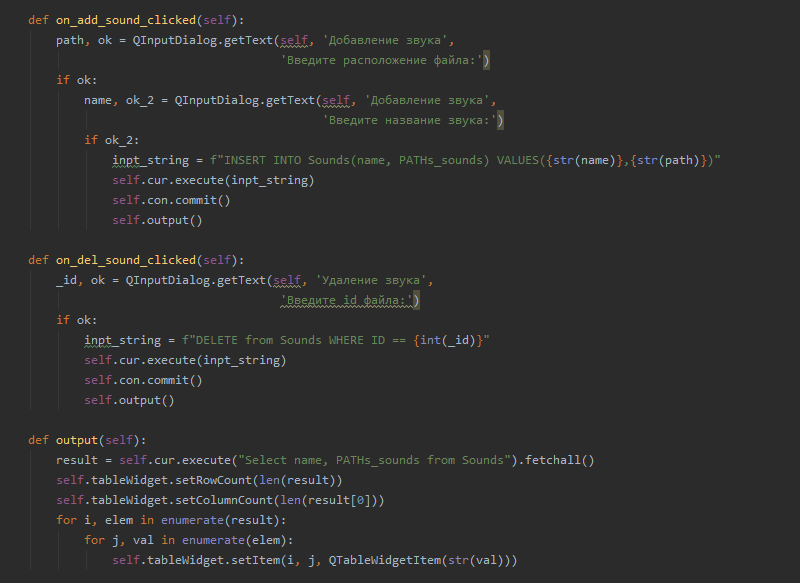 def on_add_sound_clicked(self):
    path, ok = QInputDialog.getText(self, 'Добавление звука',
                                    'Введите расположение файла:')
    if ok:
        name, ok_2 = QInputDialog.getText(self, 'Добавление звука',
                                          'Введите название звука:')
        if ok_2:
            inpt_string = f"INSERT INTO Sounds(name, PATHs_sounds) VALUES({str(name)},{str(path)})"
            self.cur.execute(inpt_string)
            self.con.commit()
            self.output()

def on_del_sound_clicked(self):
    _id, ok = QInputDialog.getText(self, 'Удаление звука',
                                    'Введите id файла:')
    if ok:
        inpt_string = f"DELETE from Sounds WHERE ID == {int(_id)}"
        self.cur.execute(inpt_string)
        self.con.commit()
        self.output()

def output(self):
    result = self.cur.execute("Select name, PATHs_sounds from Sounds").fetchall()
    self.tableWidget.setRowCount(len(result))
    self.tableWidget.setColumnCount(len(result[0]))
    for i, elem in enumerate(result):
        for j, val in enumerate(elem):
            self.tableWidget.setItem(i, j, QTableWidgetItem(str(val)))